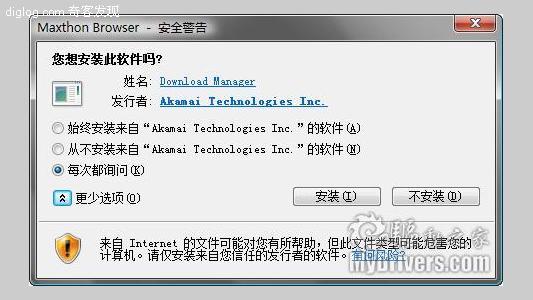 diglog.com 奇客发现
Maxthon Browser - 安全警告
您想安装此软件吗?
姓名: Download Manager
发行者: Akamai Technologies Inc.
始终安装来自“Akamai Technologies Inc.”的软件(A)
从不安装来自“Akamai Technologies Inc.”的软件(N)
每次都询问(K)
更少选项(O)
安装(I)
不安装(D)
来自 Internet 的文件可能对您有所帮助，但此文件类型可能危害您的
计算机。请仅安装来自您信任的发行者的软件。有何风险?
驱动之家
MyDrivers.com